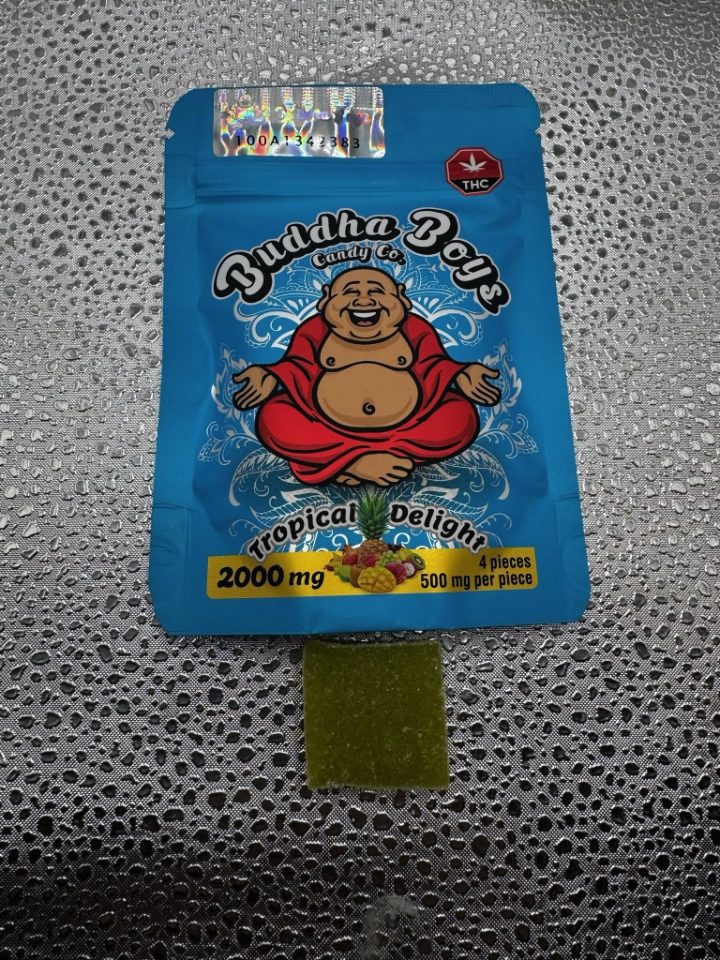 100A1342383
THC
Buddha Boys
Candy Co.
Tropical Delight
2000 mg
4 pieces
500 mg per piece